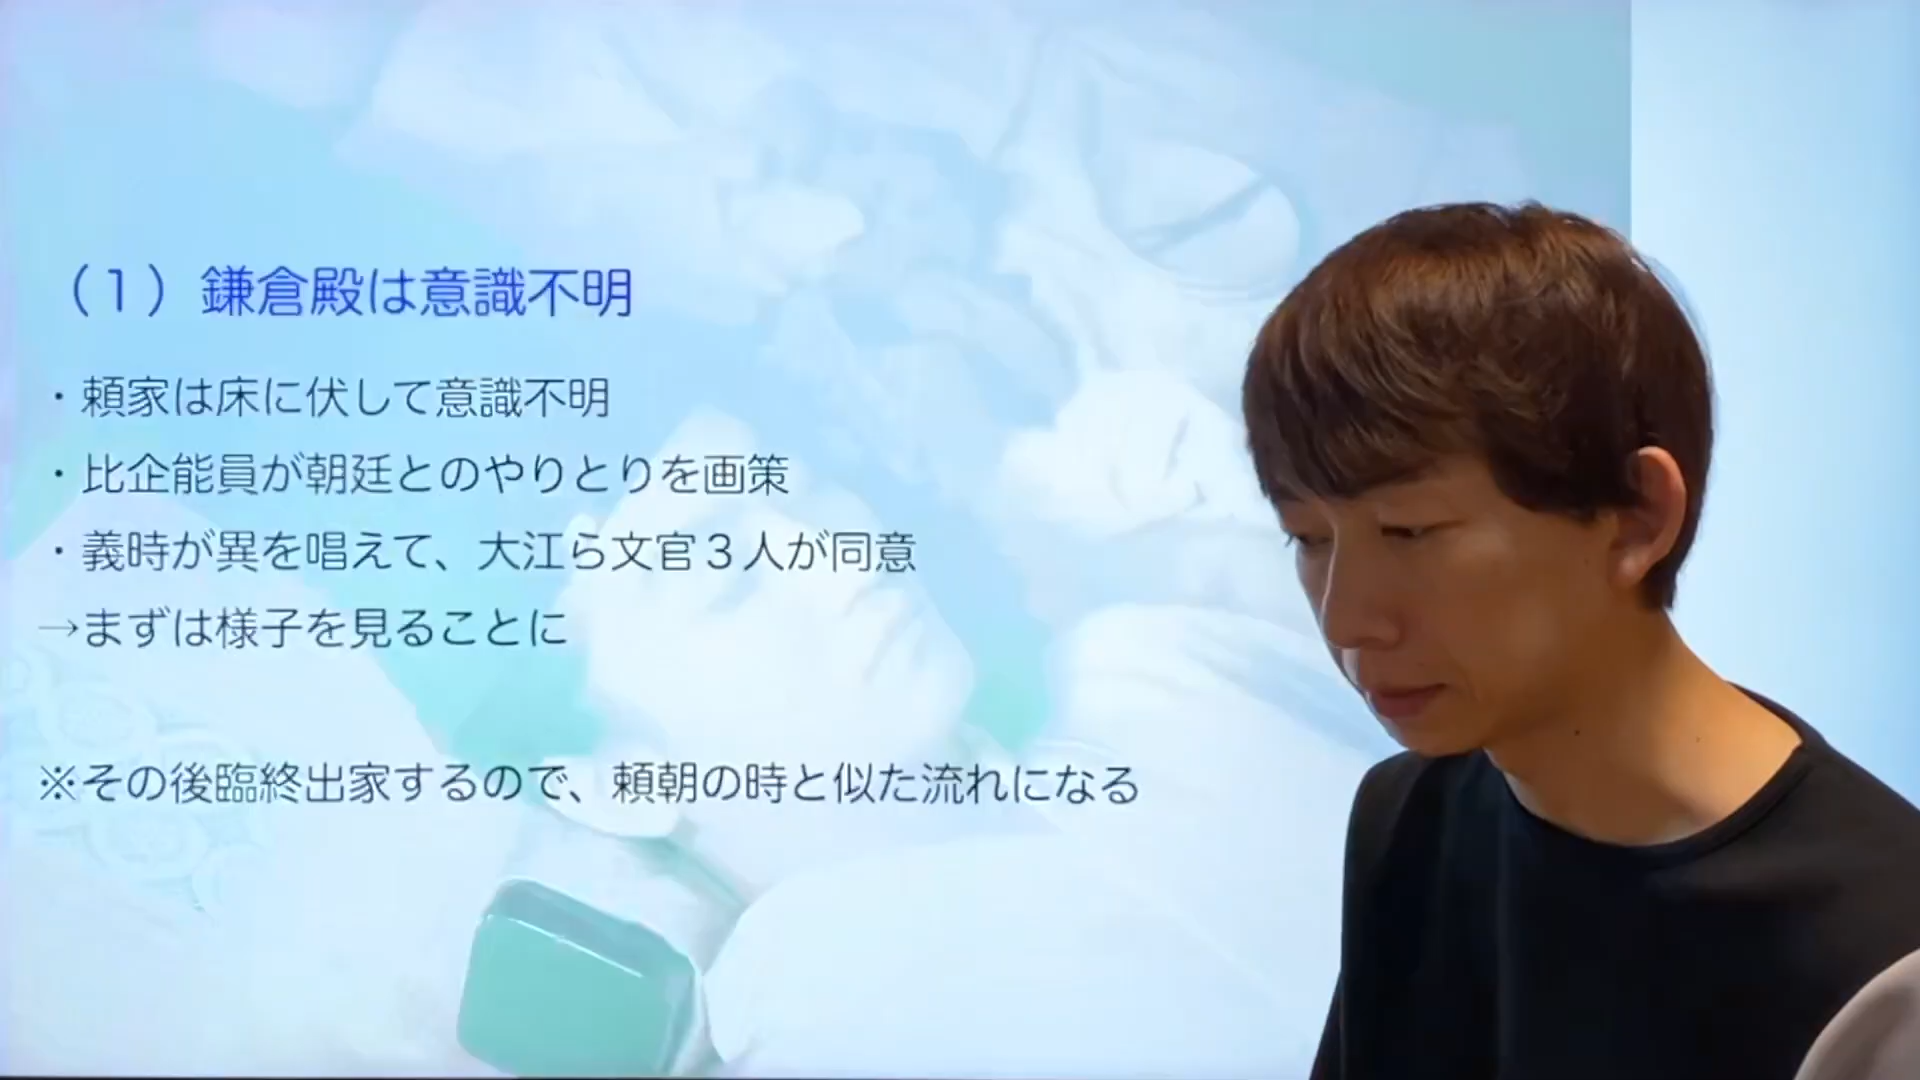 （１）鎌倉殿は意識不明
・頼家は床に伏して意識不明
・比企能員が朝廷とのやりとりを画策
・義時が異を唱えて、大江ら文官３人が同意
→まずは様子を見ることに
※その後臨終出家するので、頼朝の時と似た流れになる